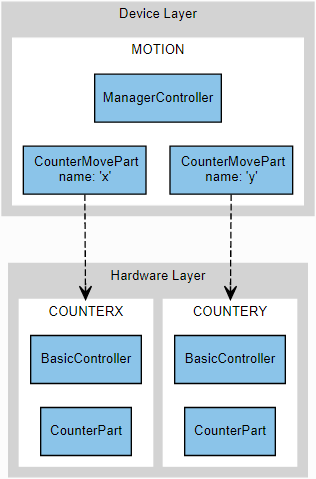 Device Layer
MOTION
ManagerController
CounterMovePart
name: 'x'
CounterMovePart
name: 'y'
Hardware Layer
COUNTERX
COUNTERY
BasicController
BasicController
CounterPart
CounterPart